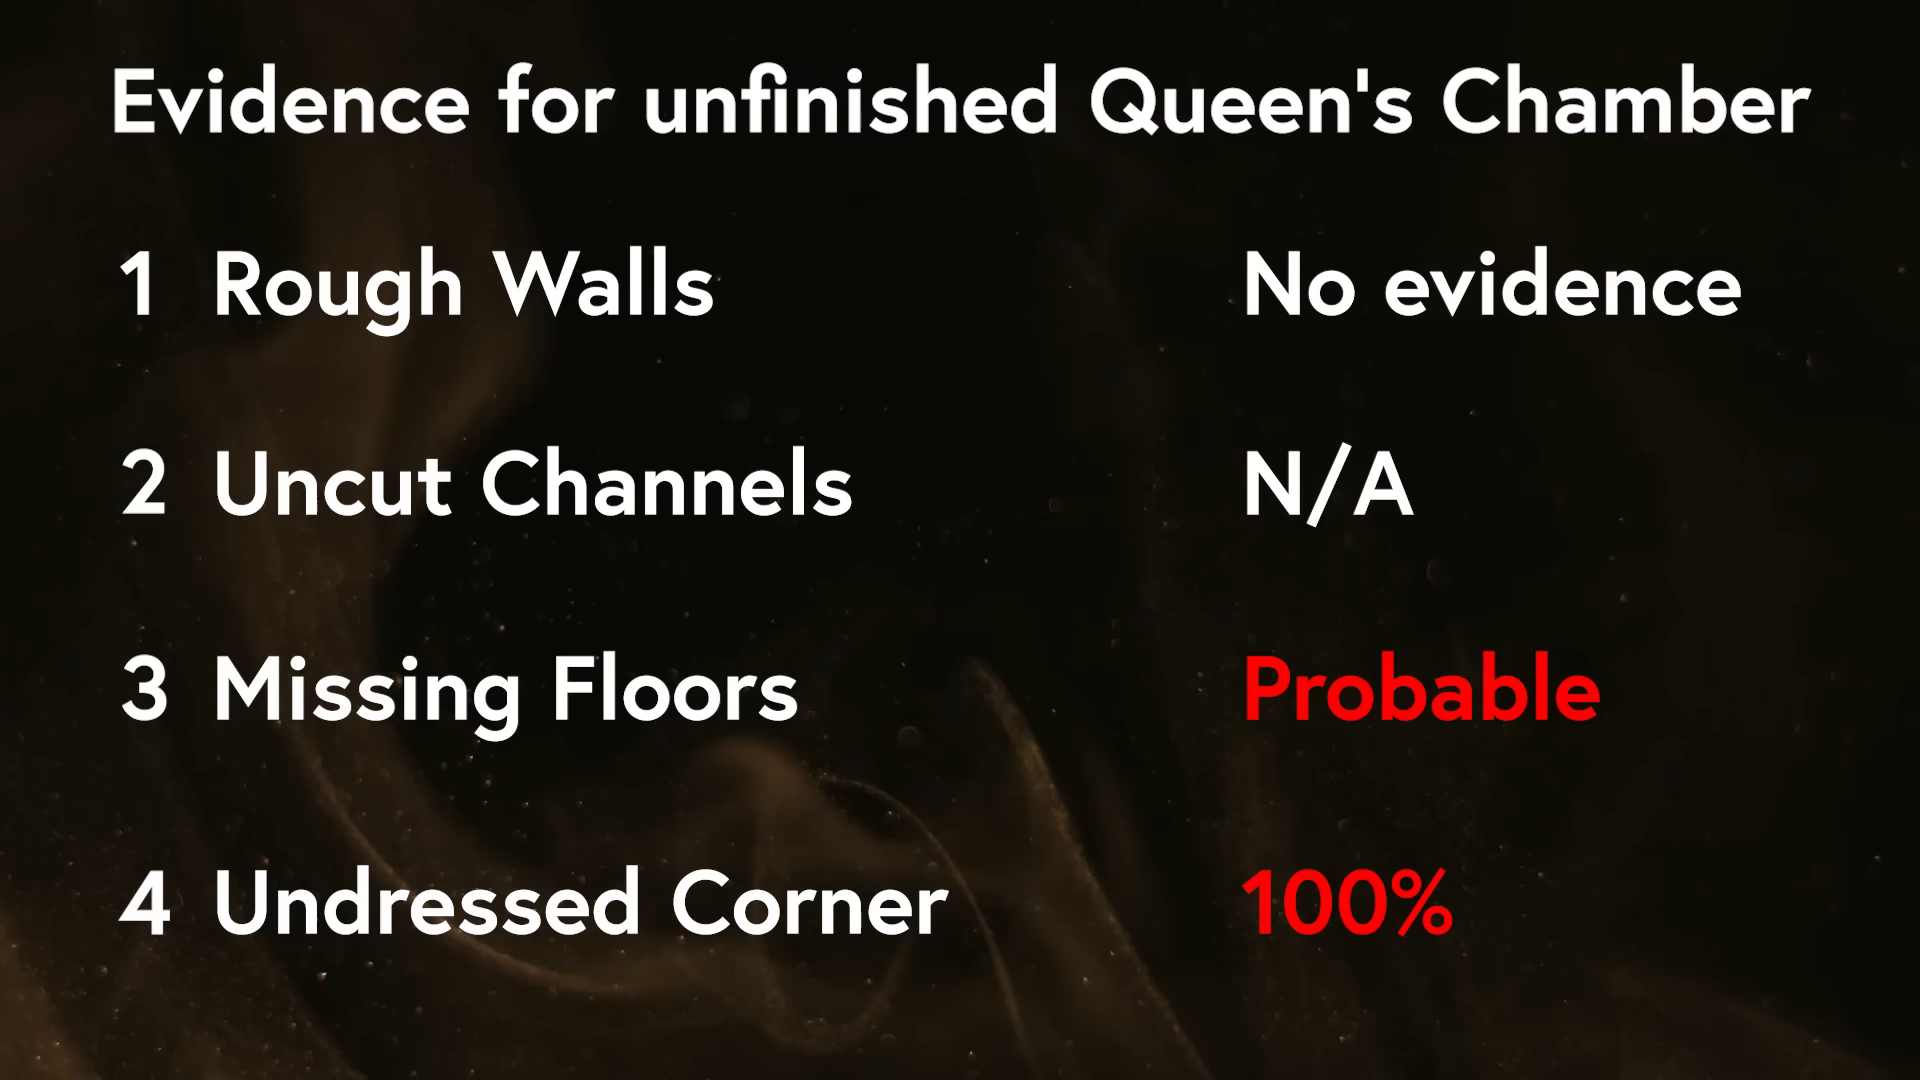 Evidence for unfinished Queen's Chamber
1 Rough Walls No evidence
2 Uncut Channels N/A
3 Missing Floors Probable
4 Undressed Corner 100%